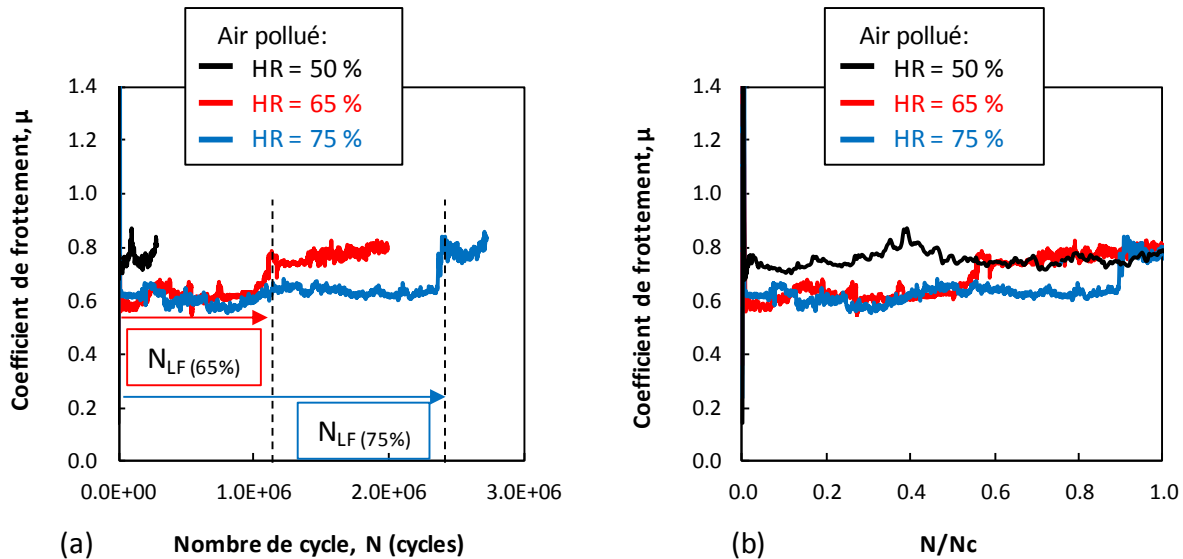 Air pollué:
HR = 50 %
HR = 65 %
HR = 75 %
Coefficient de frottement, µ
1.4
1.2
1.0
0.8
0.6
0.4
0.2
0.0
N_LF (65%)
N_LF (75%)
0.0E+00 1.0E+06 2.0E+06 3.0E+06
(a) Nombre de cycle, N (cycles)
Air pollué:
HR = 50 %
HR = 65 %
HR = 75 %
Coefficient de frottement, µ
1.4
1.2
1.0
0.8
0.6
0.4
0.2
0.0
0.0 0.2 0.4 0.6 0.8 1.0
(b) N/Nc